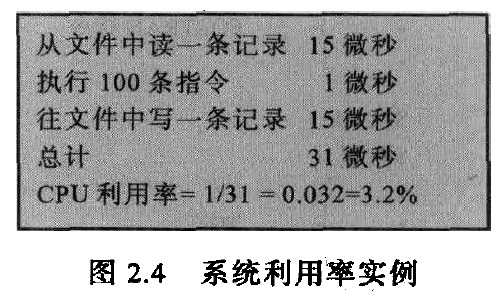 从文件中读一条记录 15 微秒
执行 100 条指令 1 微秒
往文件中写一条记录 15 微秒
总计 31 微秒
CPU 利用率= 1/31 = 0.032=3.2%
图 2.4 系统利用率实例